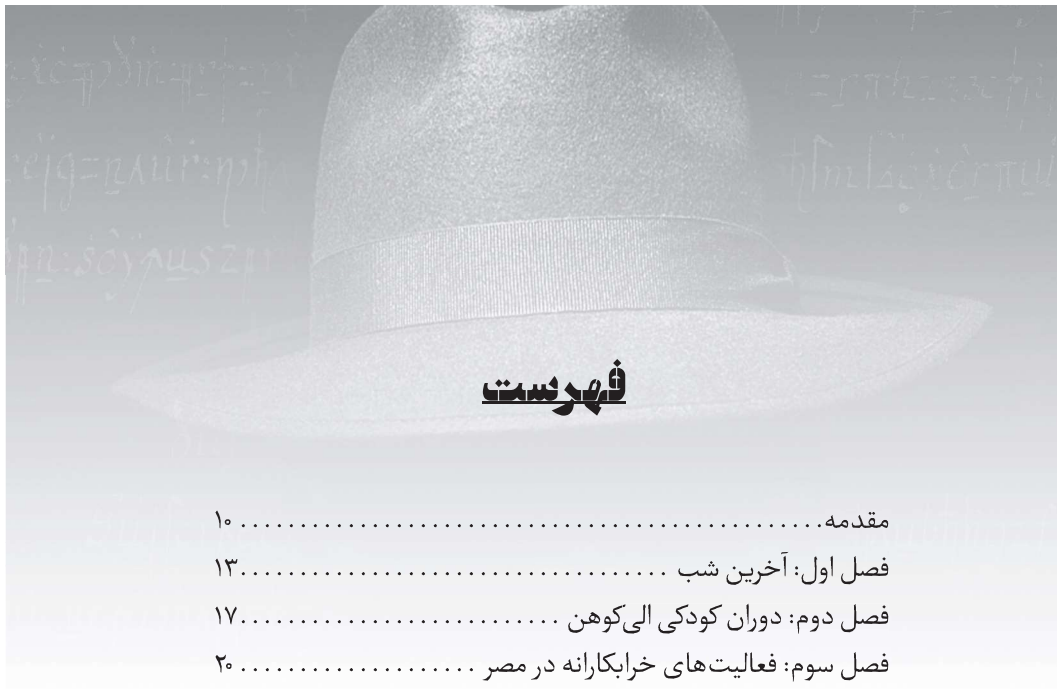 فهرست
مقدمه................................................۱۰
فصل اول: آخرین شب ....................................۱۳
فصل دوم: دوران کودکی الی‌کوهن ...........................۱۷
فصل سوم: فعالیت‌های خرابکارانه در مصر ....................۲۰